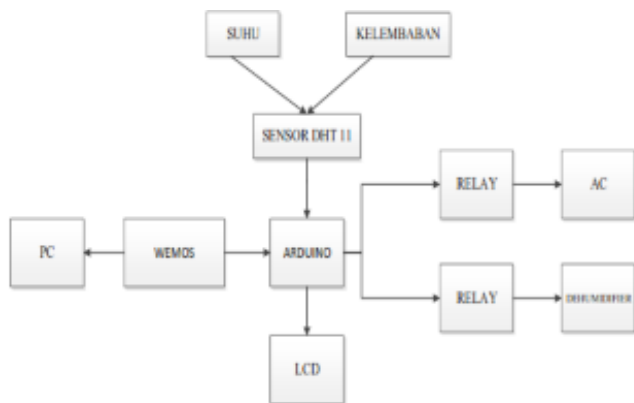 SUHU
KELEMBABAN
SENSOR DHT 11
RELAY
AC
PC
WEMOS
ARDUINO
RELAY
DEHUMIDIFIER
LCD